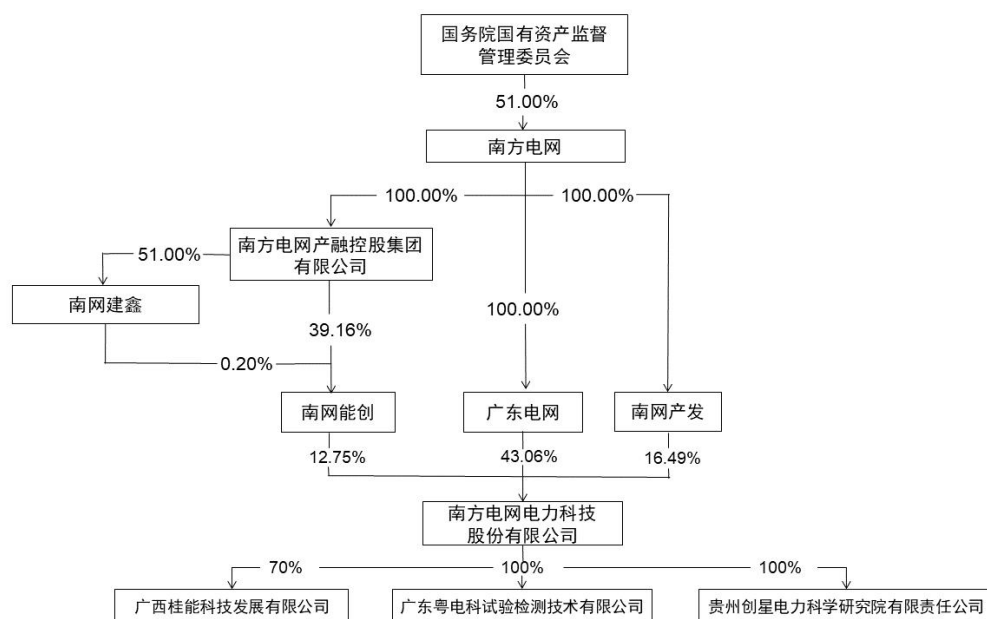 国务院国有资产监督
管理委员会
51.00%
南方电网
100.00%
100.00%
南方电网产融控股集团
有限公司
51.00%
南网建鑫
100.00%
39.16%
0.20%
南网能创
广东电网
南网产发
12.75%
43.06%
16.49%
南方电网电力科技
股份有限公司
70%
100%
100%
广西桂能科技发展有限公司
广东粤电科试验检测技术有限公司
贵州创星电力科学研究院有限责任公司